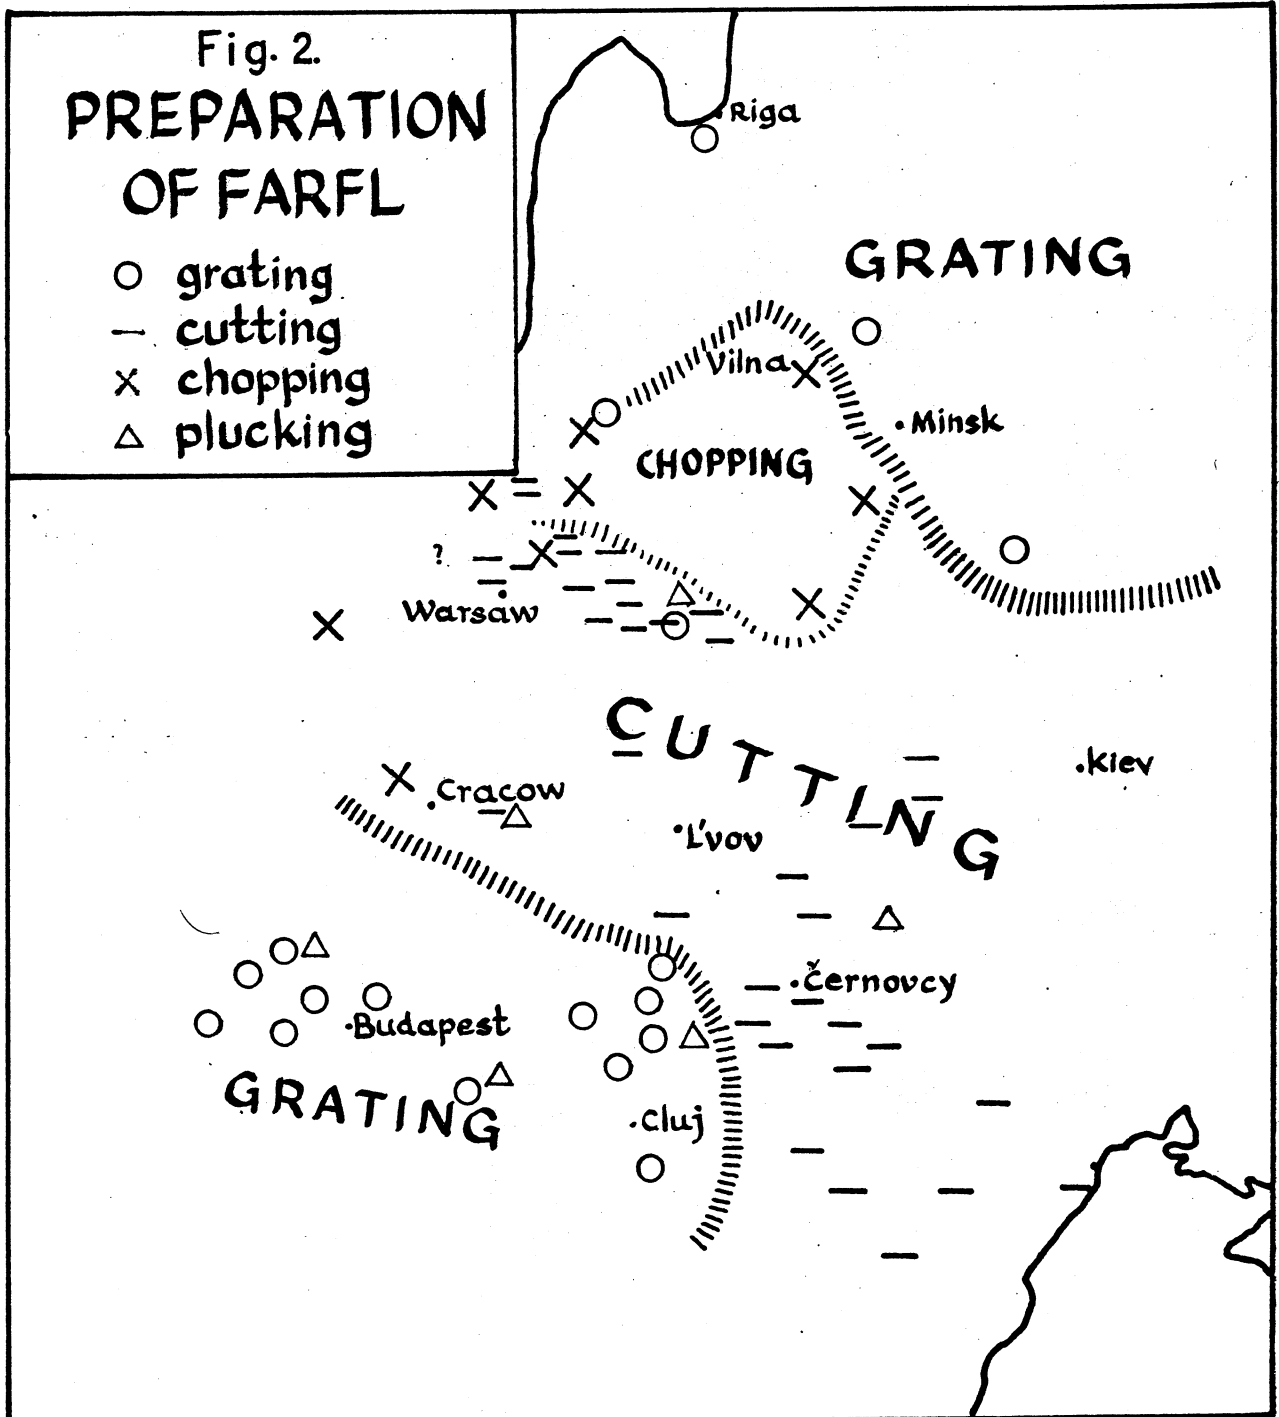 Fig. 2.
PREPARATION
OF FARFL
grating
cutting
chopping
plucking
Riga
GRATING
Vilna
Minsk
CHOPPING
?
Warsaw
CUTTING
Kiev
Cracow
L'vov
Černovcy
Budapest
GRATING
Cluj